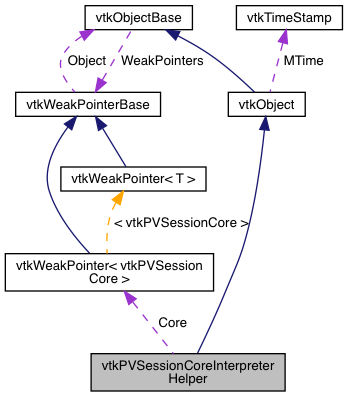 vtkObjectBase
vtkTimeStamp
Object
WeakPointers
MTime
vtkWeakPointerBase
vtkObject
vtkWeakPointer< T >
< vtkPVSessionCore >
vtkWeakPointer< vtkPVSession
Core >
Core
vtkPVSessionCoreInterpreter
Helper